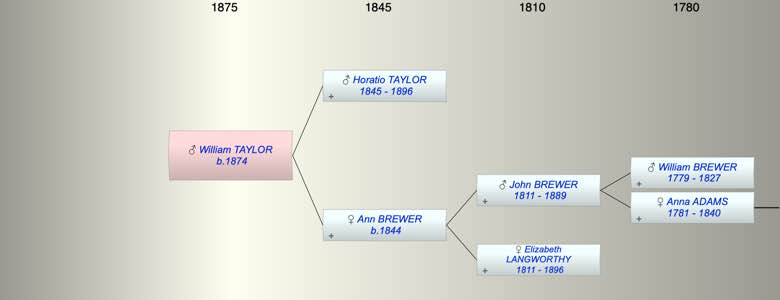 1875 1845 1810 1780
♂ Horatio TAYLOR
1845 - 1896
+
♂ William TAYLOR
b.1874
♂ William BREWER
1779 - 1827
+
♂ John BREWER
1811 - 1889
+
♀ Anna ADAMS
1781 - 1840
+
♀ Ann BREWER
b.1844
+
♀ Elizabeth
LANGWORTHY
1811 - 1896
+